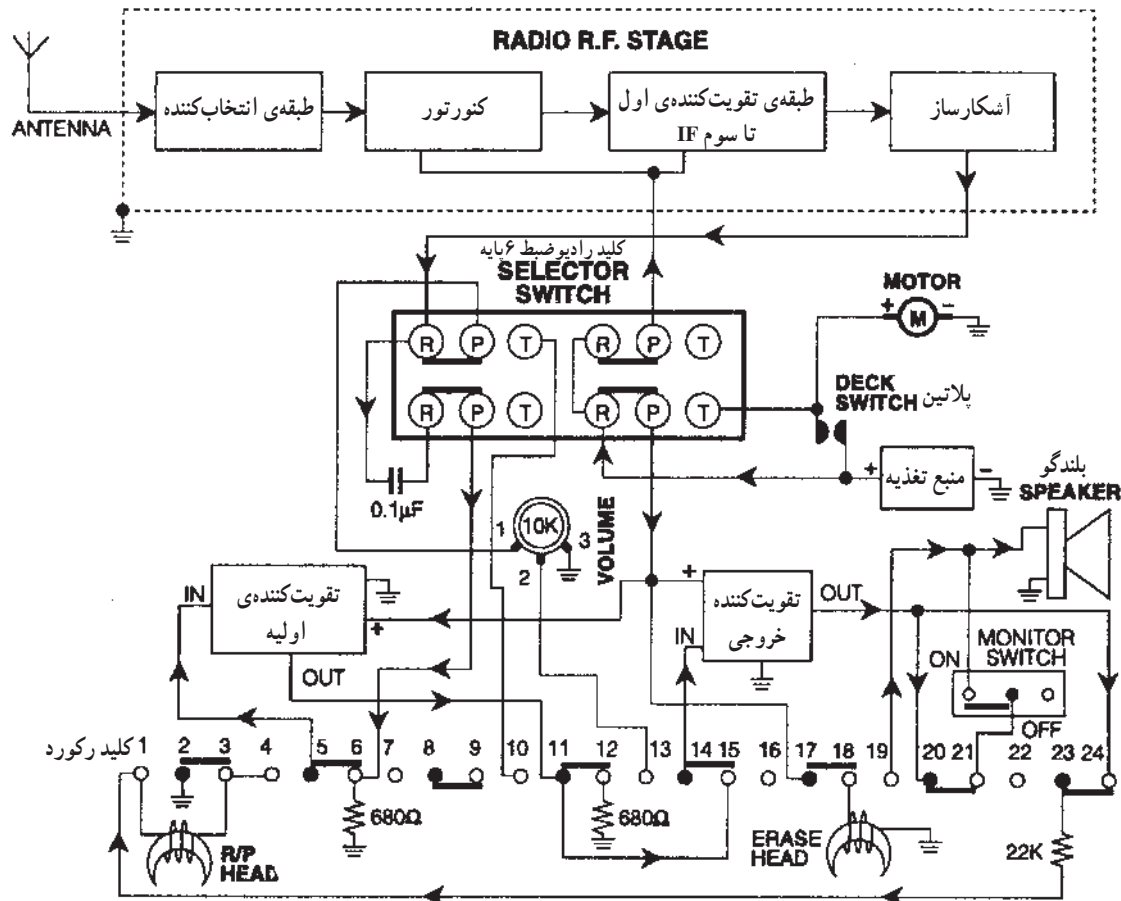 RADIO R.F. STAGE
ANTENNA
طبقه‌ی انتخاب‌کننده
کنورتور
طبقه‌ی تقویت‌کننده‌ی اول
تا سوم IF
آشکارساز
کلید رادیوضبط ۶پایه
SELECTOR
SWITCH
MOTOR
+ M -
R P T R P T
R P T R P T
DECK
SWITCH پلاتین
0.1µF
+ منبع تغذیه -
بلندگو
SPEAKER
1 10K 3
2
VOLUME
IN
تقویت‌کننده‌ی
اولیه
+
OUT
+
تقویت‌کننده
خروجی
IN
OUT
MONITOR
SWITCH
ON
OFF
کلید رکورد 1 2 3 4 5 6 7 8 9 10 11 12 13 14 15 16 17 18 19 20 21 22 23 24
R/P
HEAD
680Ω
680Ω
ERASE
HEAD
22K